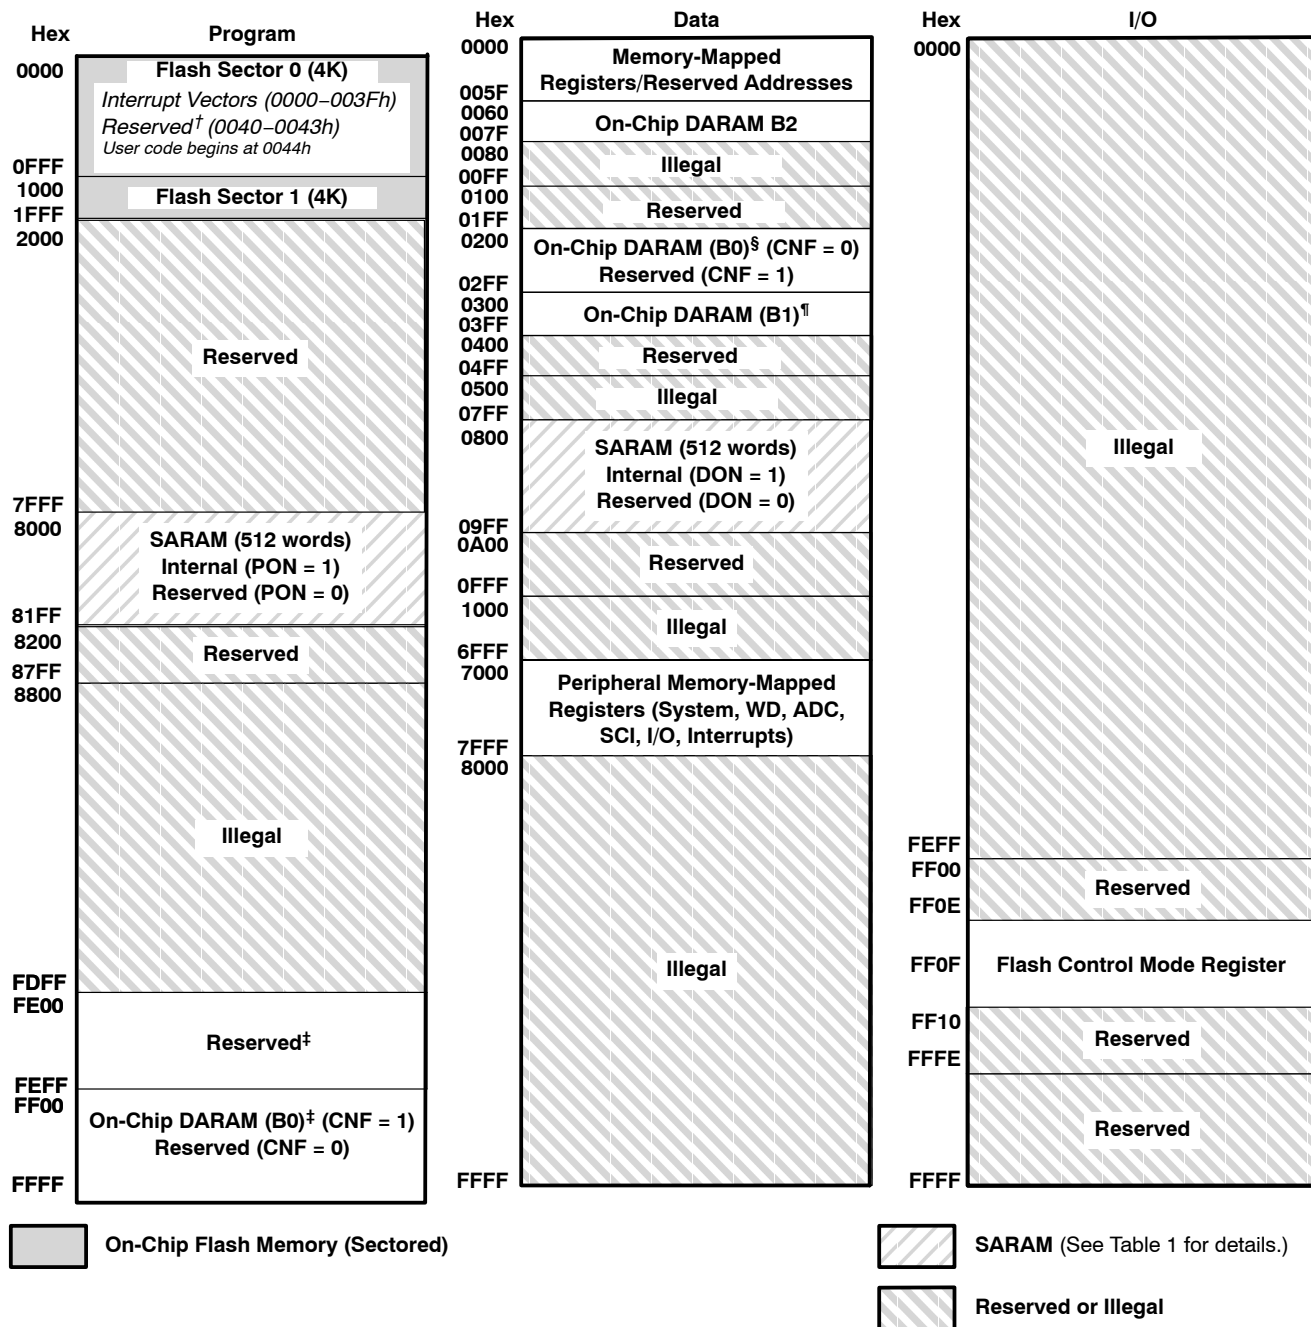 Hex Program
0000 Flash Sector 0 (4K)
Interrupt Vectors (0000−003Fh)
Reserved† (0040−0043h)
User code begins at 0044h
0FFF
1000
Flash Sector 1 (4K)
1FFF
2000
Reserved
7FFF
8000
SARAM (512 words)
Internal (PON = 1)
Reserved (PON = 0)
81FF
8200
Reserved
87FF
8800
Illegal
FDFF
FE00
Reserved‡
FEFF
FF00
On-Chip DARAM (B0)‡ (CNF = 1)
Reserved (CNF = 0)
FFFF
Hex Data
0000
Memory-Mapped
Registers/Reserved Addresses
005F
0060
On-Chip DARAM B2
007F
0080
Illegal
00FF
0100
Reserved
01FF
0200
On-Chip DARAM (B0)§ (CNF = 0)
Reserved (CNF = 1)
02FF
0300
On-Chip DARAM (B1)¶
03FF
0400
Reserved
04FF
0500
Illegal
07FF
0800
SARAM (512 words)
Internal (DON = 1)
Reserved (DON = 0)
09FF
0A00
Reserved
0FFF
1000
Illegal
6FFF
7000
Peripheral Memory-Mapped
Registers (System, WD, ADC,
SCI, I/O, Interrupts)
7FFF
8000
Illegal
FFFF
Hex I/O
0000
Illegal
FEFF
FF00
Reserved
FF0E
FF0F Flash Control Mode Register
FF10
Reserved
FFFE
Reserved
FFFF
On-Chip Flash Memory (Sectored)
SARAM (See Table 1 for details.)
Reserved or Illegal